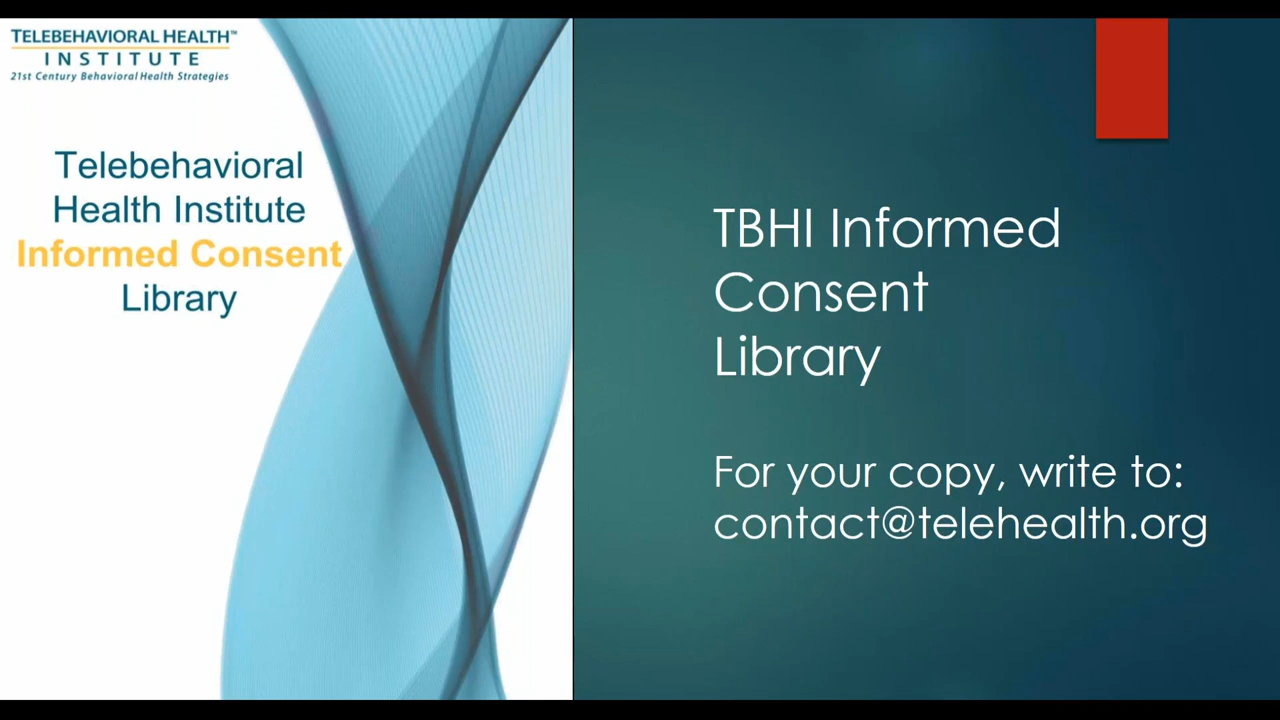 TELEBEHAVIORAL HEALTH™
INSTITUTE
21st Century Behavioral Health Strategies
Telebehavioral
Health Institute
Informed Consent
Library
TBHI Informed
Consent
Library
For your copy, write to:
contact@telehealth.org